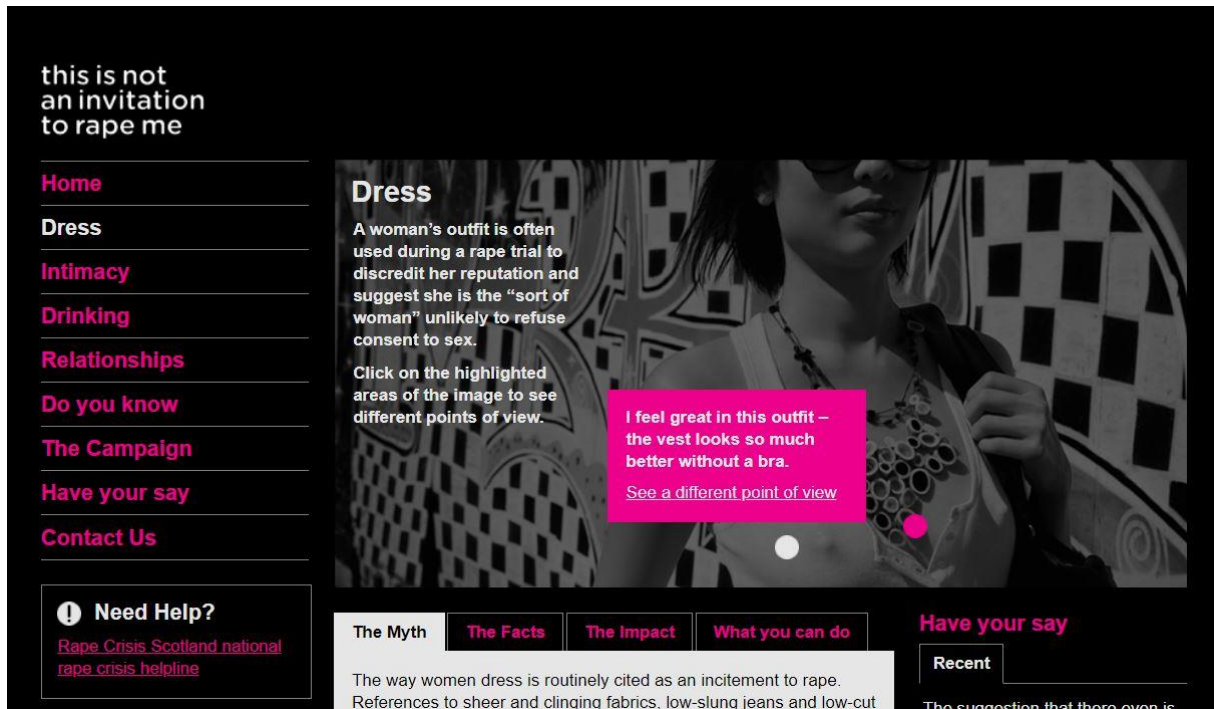 this is not
an invitation
to rape me
Home
Dress
Intimacy
Drinking
Relationships
Do you know
The Campaign
Have your say
Contact Us
Need Help?
Rape Crisis Scotland national
rape crisis helpline
Dress
A woman's outfit is often
used during a rape trial to
discredit her reputation and
suggest she is the “sort of
woman” unlikely to refuse
consent to sex.
Click on the highlighted
areas of the image to see
different points of view.
I feel great in this outfit –
the vest looks so much
better without a bra.
See a different point of view
The Myth
The Facts
The Impact
What you can do
The way women dress is routinely cited as an incitement to rape.
References to sheer and clinging fabrics, low-slung jeans and low-cut
Have your say
Recent
The suggestion that there even is